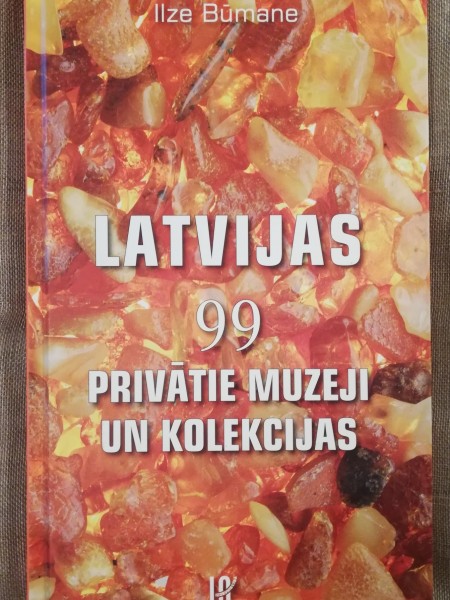 Ilze Būmane
LATVIJAS
99
PRIVĀTIE MUZEJI
UN KOLEKCIJAS